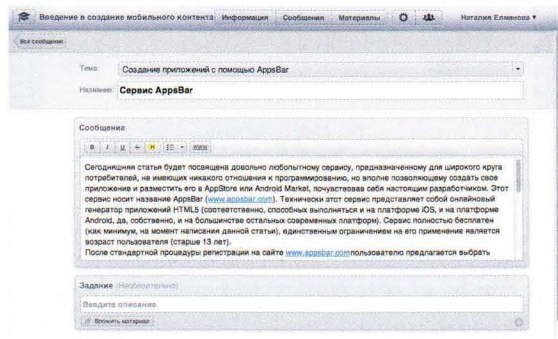 Введение в создание мобильного контента Информация Сообщения Материалы Наталия Елманова ▾
Все сообщения
Тема: Создание приложений с помощью AppsBar
Название: Сервис AppsBar
Сообщение
B I U S H WWW
Сегодняшняя статья будет посвящена довольно любопытному сервису, предназначенному для широкого круга
потребителей, не имеющих никакого отношения к программированию, но вполне позволяющему создать свое
приложение и разместить его в AppStore или Android Market, почувствовав себя настоящим разработчиком. Этот
сервис носит название AppsBar (www.appsbar.com). Технически этот сервис представляет собой онлайновый
генератор приложений HTML5 (соответственно, способных выполняться и на платформе iOS, и на платформе
Android, да, собственно, и на большинстве остальных современных платформ). Сервис полностью бесплатен
(как минимум, на момент написания данной статьи), единственным ограничением на его применение является
возраст пользователя (старше 13 лет).
После стандартной процедуры регистрации на сайте www.appsbar.comпользователю предлагается выбрать
Задание (Необязательно)
Введите описание
Вложить материал